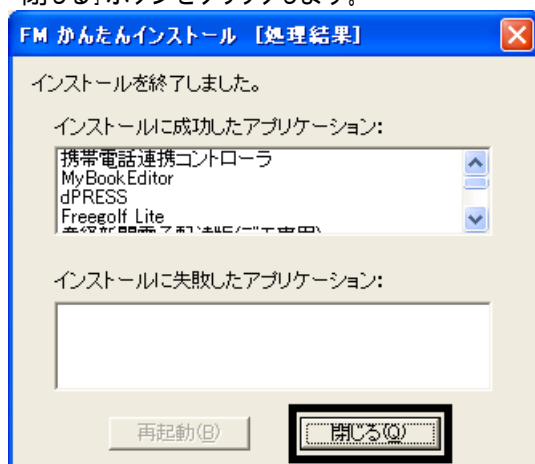 閉じる」ボタンをクリックします。
FM かんたんインストール [処理結果]
インストールを終了しました。
インストールに成功したアプリケーション:
携帯電話連携コントローラ
MyBookEditor
dPRESS
Freegolf Lite
インストールに失敗したアプリケーション:
再起動(B)
閉じる(Q)